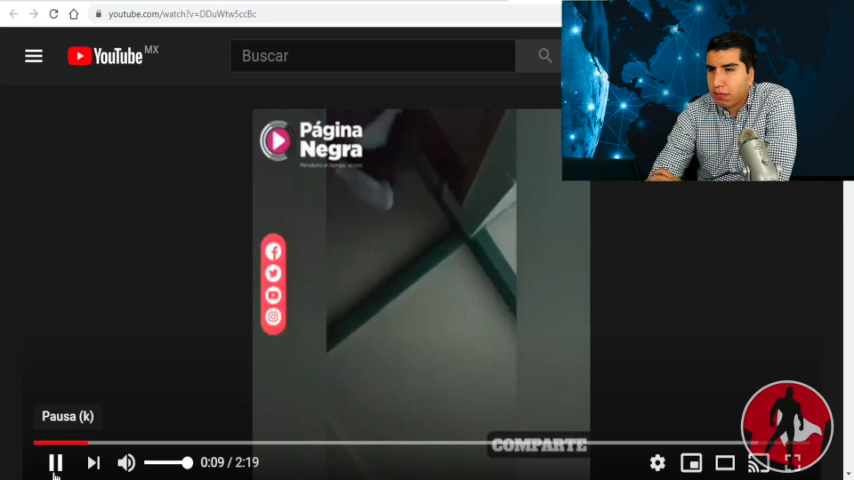 youtube.com/watch?v=DDuWtw5ccBc
YouTube MX
Buscar
Página
Negra
Pausa (k)
COMPARTE
0:09 / 2:19